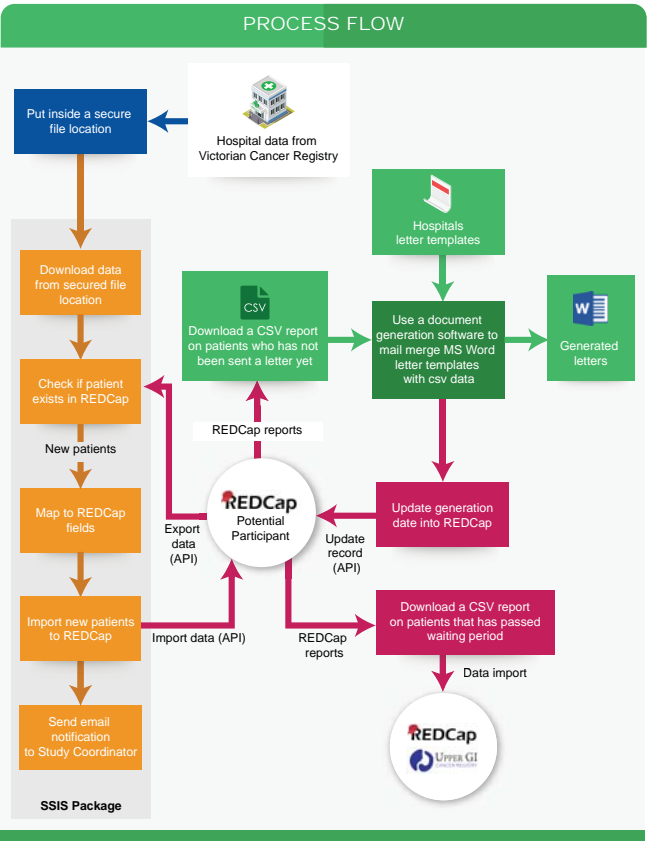 PROCESS FLOW
Put inside a secure
file location
Hospital data from
Victorian Cancer Registry
Hospitals
letter templates
Download data
from secured file
location
CSV
Download a CSV report
on patients who has not
been sent a letter yet
Use a document
generation software to
mail merge MS Word
letter templates
with csv data
W
Generated
letters
Check if patient
exists in REDCap
REDCap reports
New patients
REDCap
Potential
Participant
Map to REDCap
fields
Export
data
(API)
Update
record
(API)
Update generation
date into REDCap
Import new patients
to REDCap
Import data (API)
REDCap
reports
Download a CSV report
on patients that has passed
waiting period
Data import
Send email
notification
to Study Coordinator
REDCap
UPPER GI
CANCER REGISTRY
SSIS Package